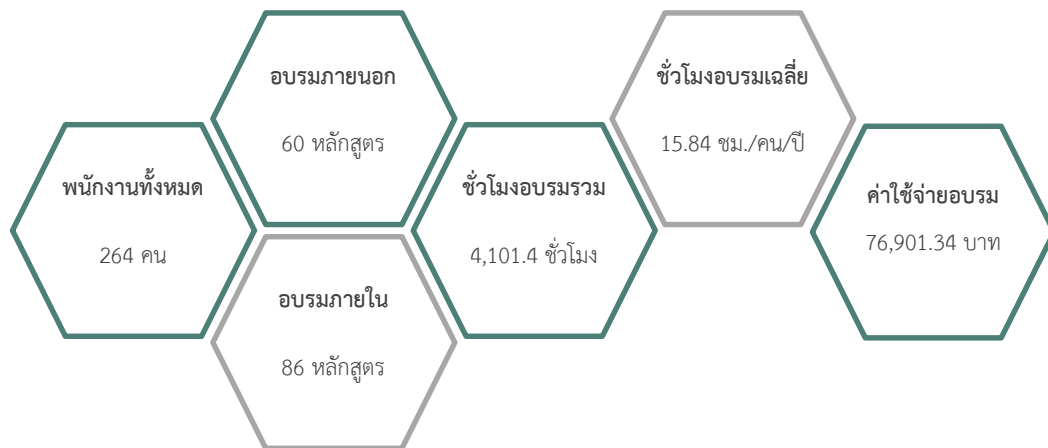 พนักงานทั้งหมด
264 คน
อบรมภายนอก
60 หลักสูตร
อบรมภายใน
86 หลักสูตร
ชั่วโมงอบรมรวม
4,101.4 ชั่วโมง
ชั่วโมงอบรมเฉลี่ย
15.84 ชม./คน/ปี
ค่าใช้จ่ายอบรม
76,901.34 บาท